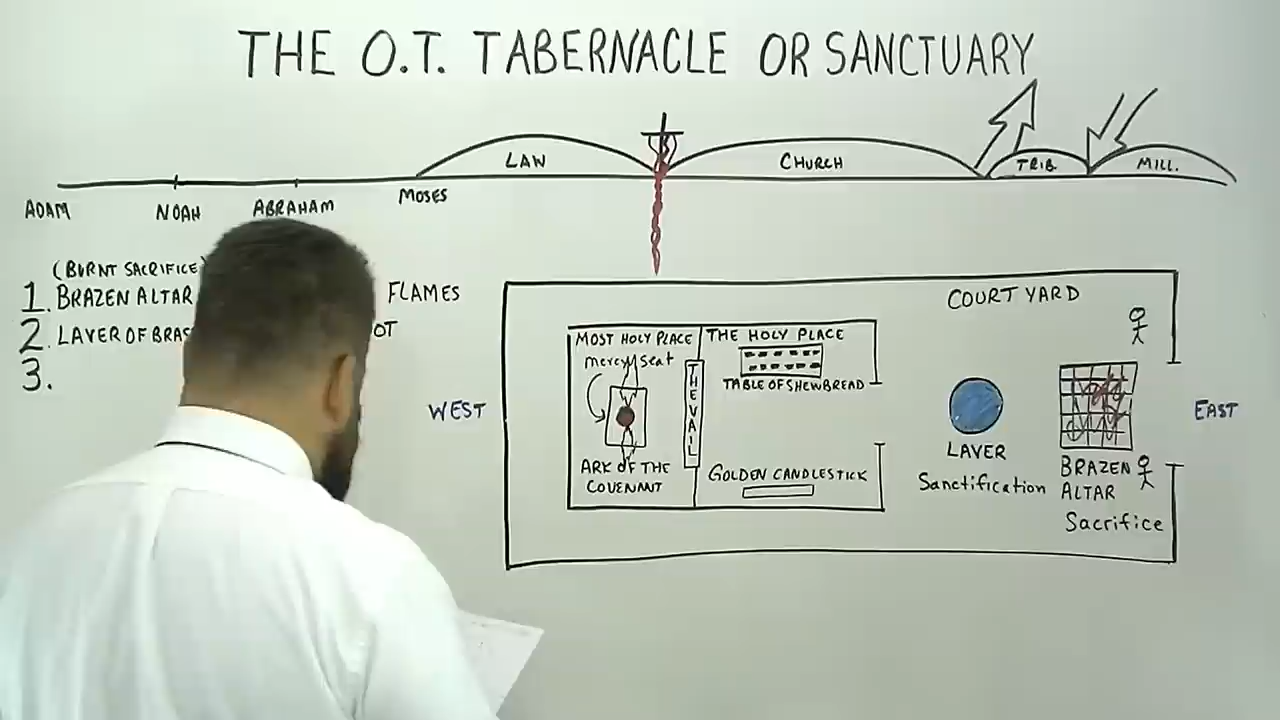 THE O.T. TABERNACLE OR SANCTUARY
LAW
CHURCH
TRIB
MILL.
ADAM
NOAH
ABRAHAM
MOSES
(BURNT SACRIFICE)
1. BRAZEN ALTAR
FLAMES
2. LAVER OF BRAS
OT
3.
COURT YARD
MOST HOLY PLACE
THE HOLY PLACE
mercy seat
TABLE OF SHEWBREAD
THE VAIL
WEST
EAST
ARK OF THE
COVENANT
GOLDEN CANDLESTICK
LAVER
Sanctification
BRAZEN
ALTAR
Sacrifice